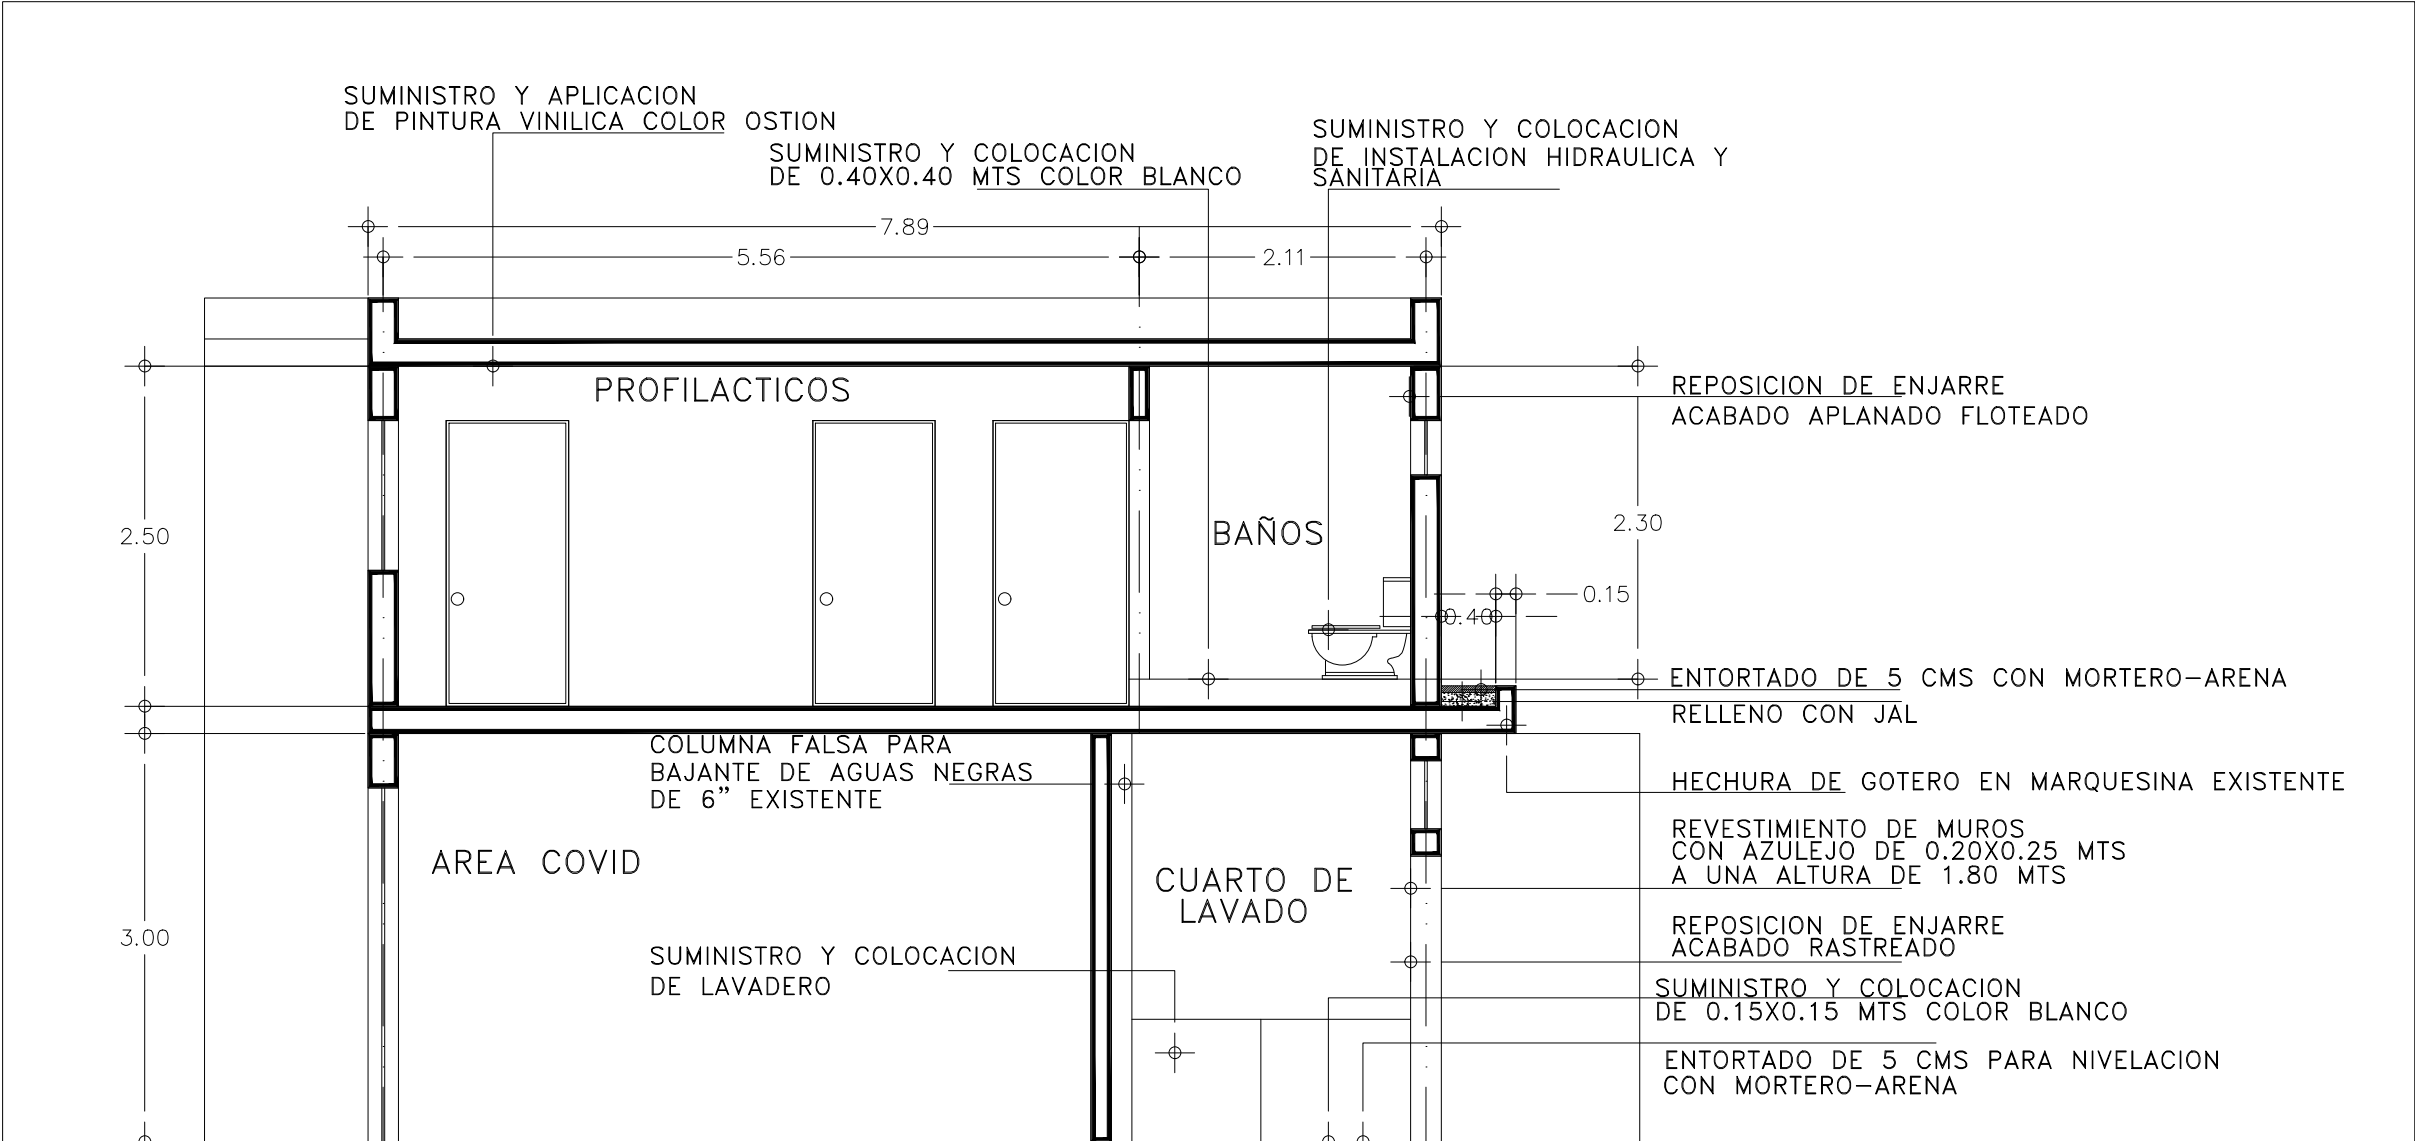 SUMINISTRO Y APLICACION
DE PINTURA VINILICA COLOR OSTION
SUMINISTRO Y COLOCACION
DE 0.40X0.40 MTS COLOR BLANCO
SUMINISTRO Y COLOCACION
DE INSTALACION HIDRAULICA Y
SANITARIA
7.89
5.56
2.11
PROFILACTICOS
REPOSICION DE ENJARRE
ACABADO APLANADO FLOTEADO
2.50
BAÑOS
2.30
0.15
0.40
ENTORTADO DE 5 CMS CON MORTERO-ARENA
RELLENO CON JAL
COLUMNA FALSA PARA
BAJANTE DE AGUAS NEGRAS
DE 6” EXISTENTE
HECHURA DE GOTERO EN MARQUESINA EXISTENTE
REVESTIMIENTO DE MUROS
CON AZULEJO DE 0.20X0.25 MTS
A UNA ALTURA DE 1.80 MTS
AREA COVID
CUARTO DE
LAVADO
3.00
REPOSICION DE ENJARRE
ACABADO RASTREADO
SUMINISTRO Y COLOCACION
DE LAVADERO
SUMINISTRO Y COLOCACION
DE 0.15X0.15 MTS COLOR BLANCO
ENTORTADO DE 5 CMS PARA NIVELACION
CON MORTERO-ARENA